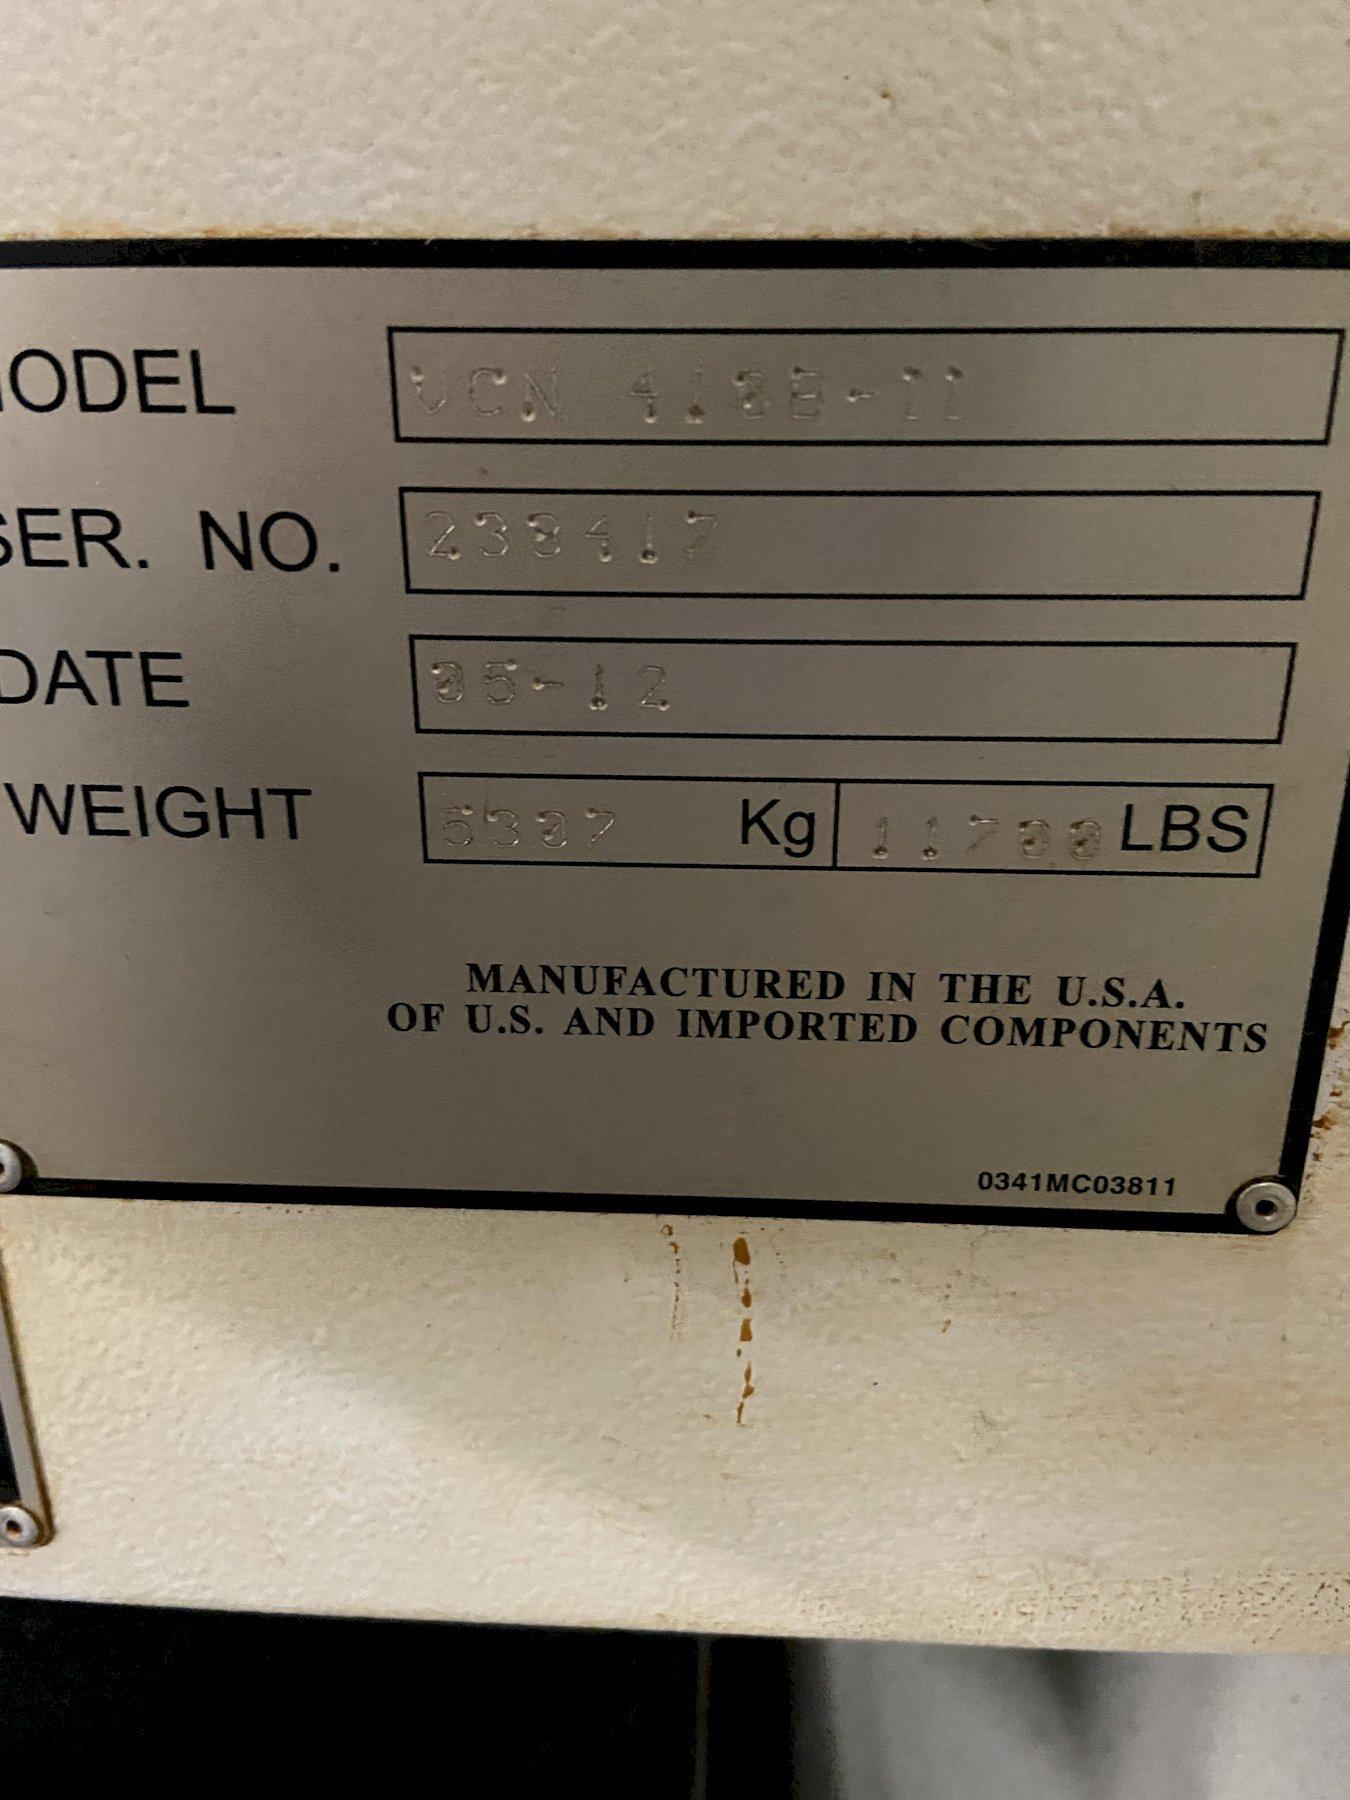 MODEL VCN 410B-II
SER. NO. 238417
DATE 05-12
WEIGHT 5307 Kg 11700 LBS
MANUFACTURED IN THE U.S.A.
OF U.S. AND IMPORTED COMPONENTS
0341MC03811